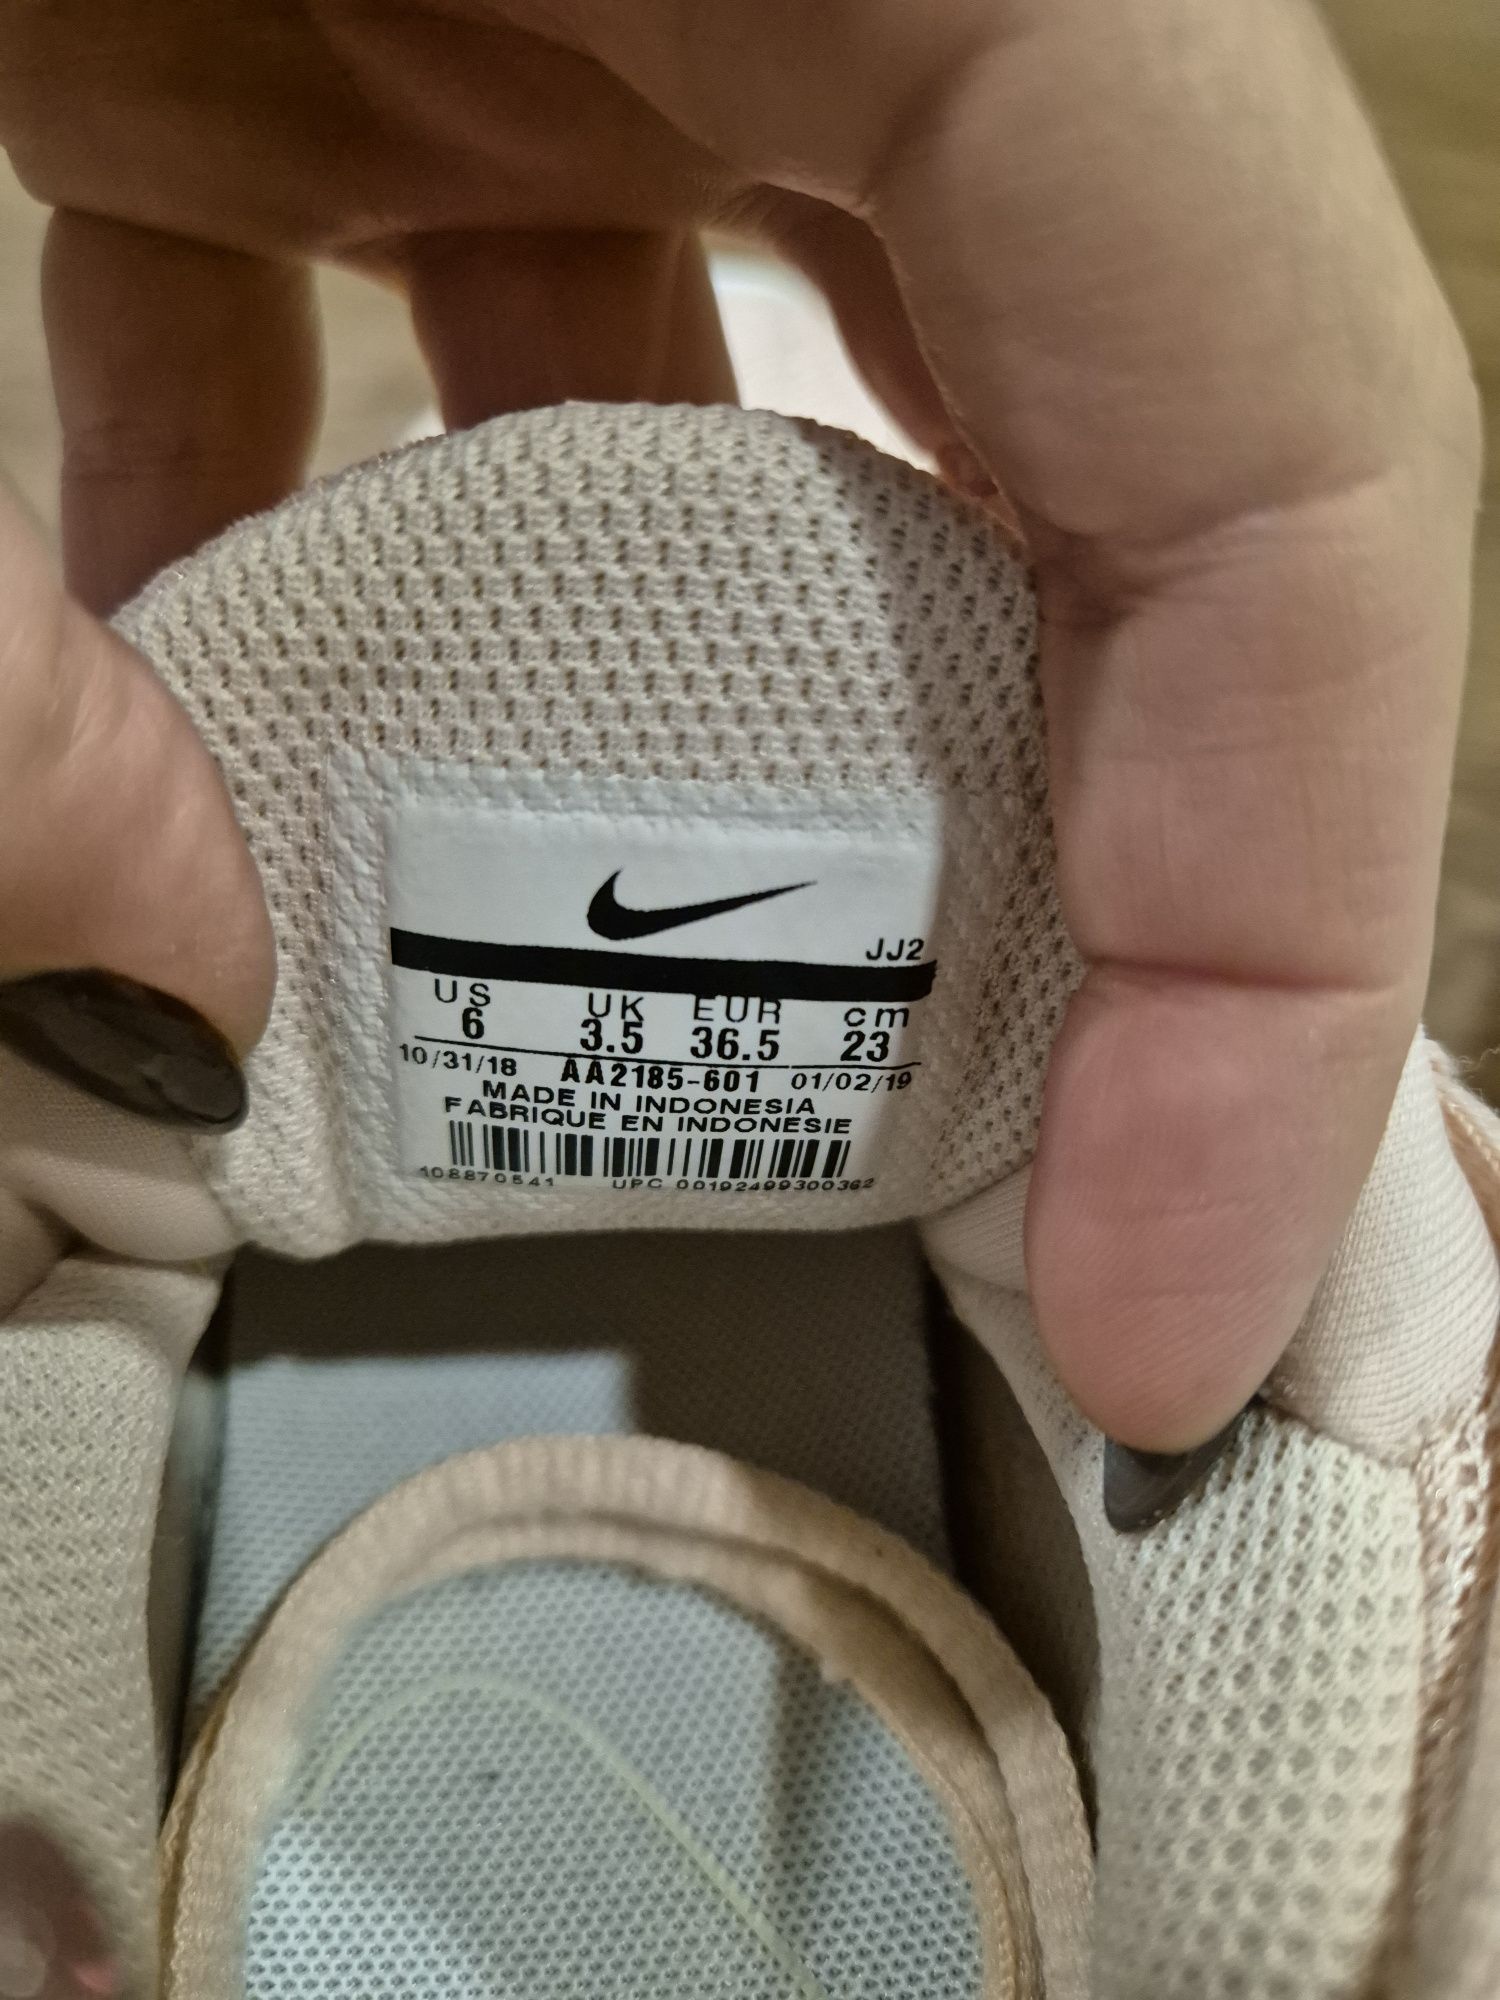 JJ2
US UK EUR cm
6 3.5 36.5 23
10/31/18 AA2185-601 01/02/19
MADE IN INDONESIA
FABRIQUE EN INDONESIE
108870541 UPC 00192499300362